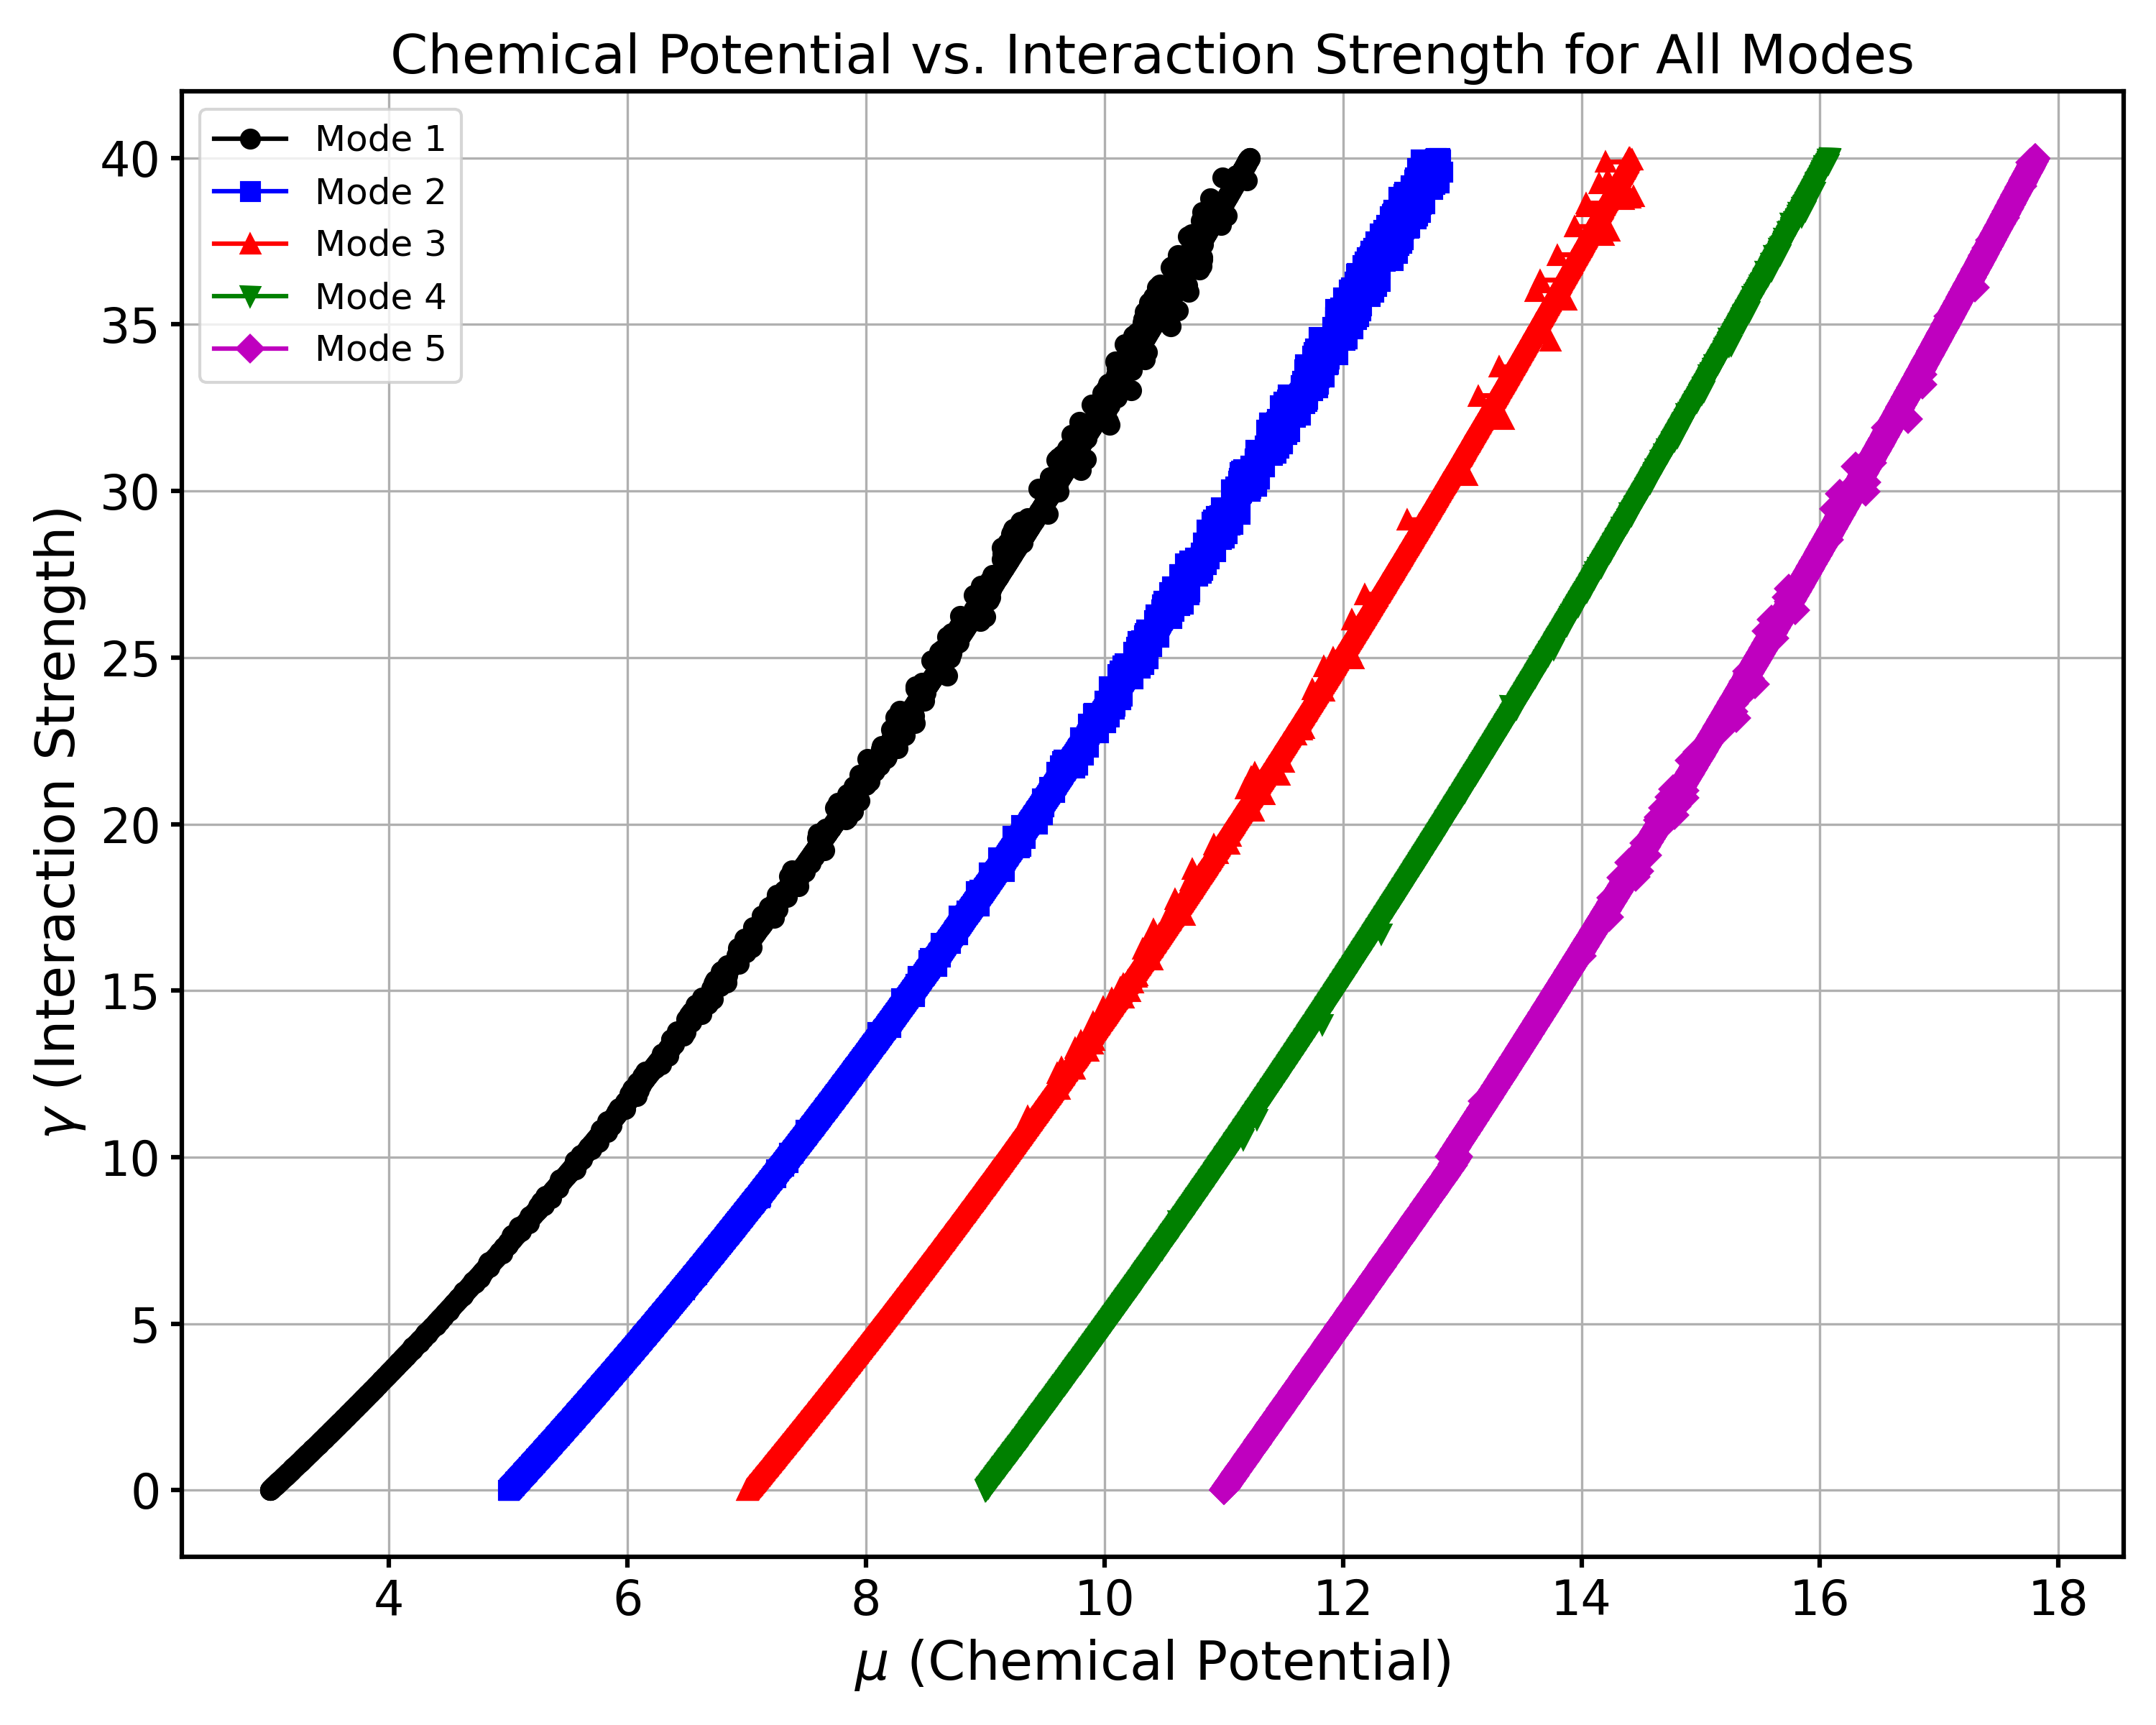 Chemical Potential vs. Interaction Strength for All Modes
Mode 1
Mode 2
Mode 3
Mode 4
Mode 5
γ (Interaction Strength)
40
35
30
25
20
15
10
5
0
4 6 8 10 12 14 16 18
μ (Chemical Potential)